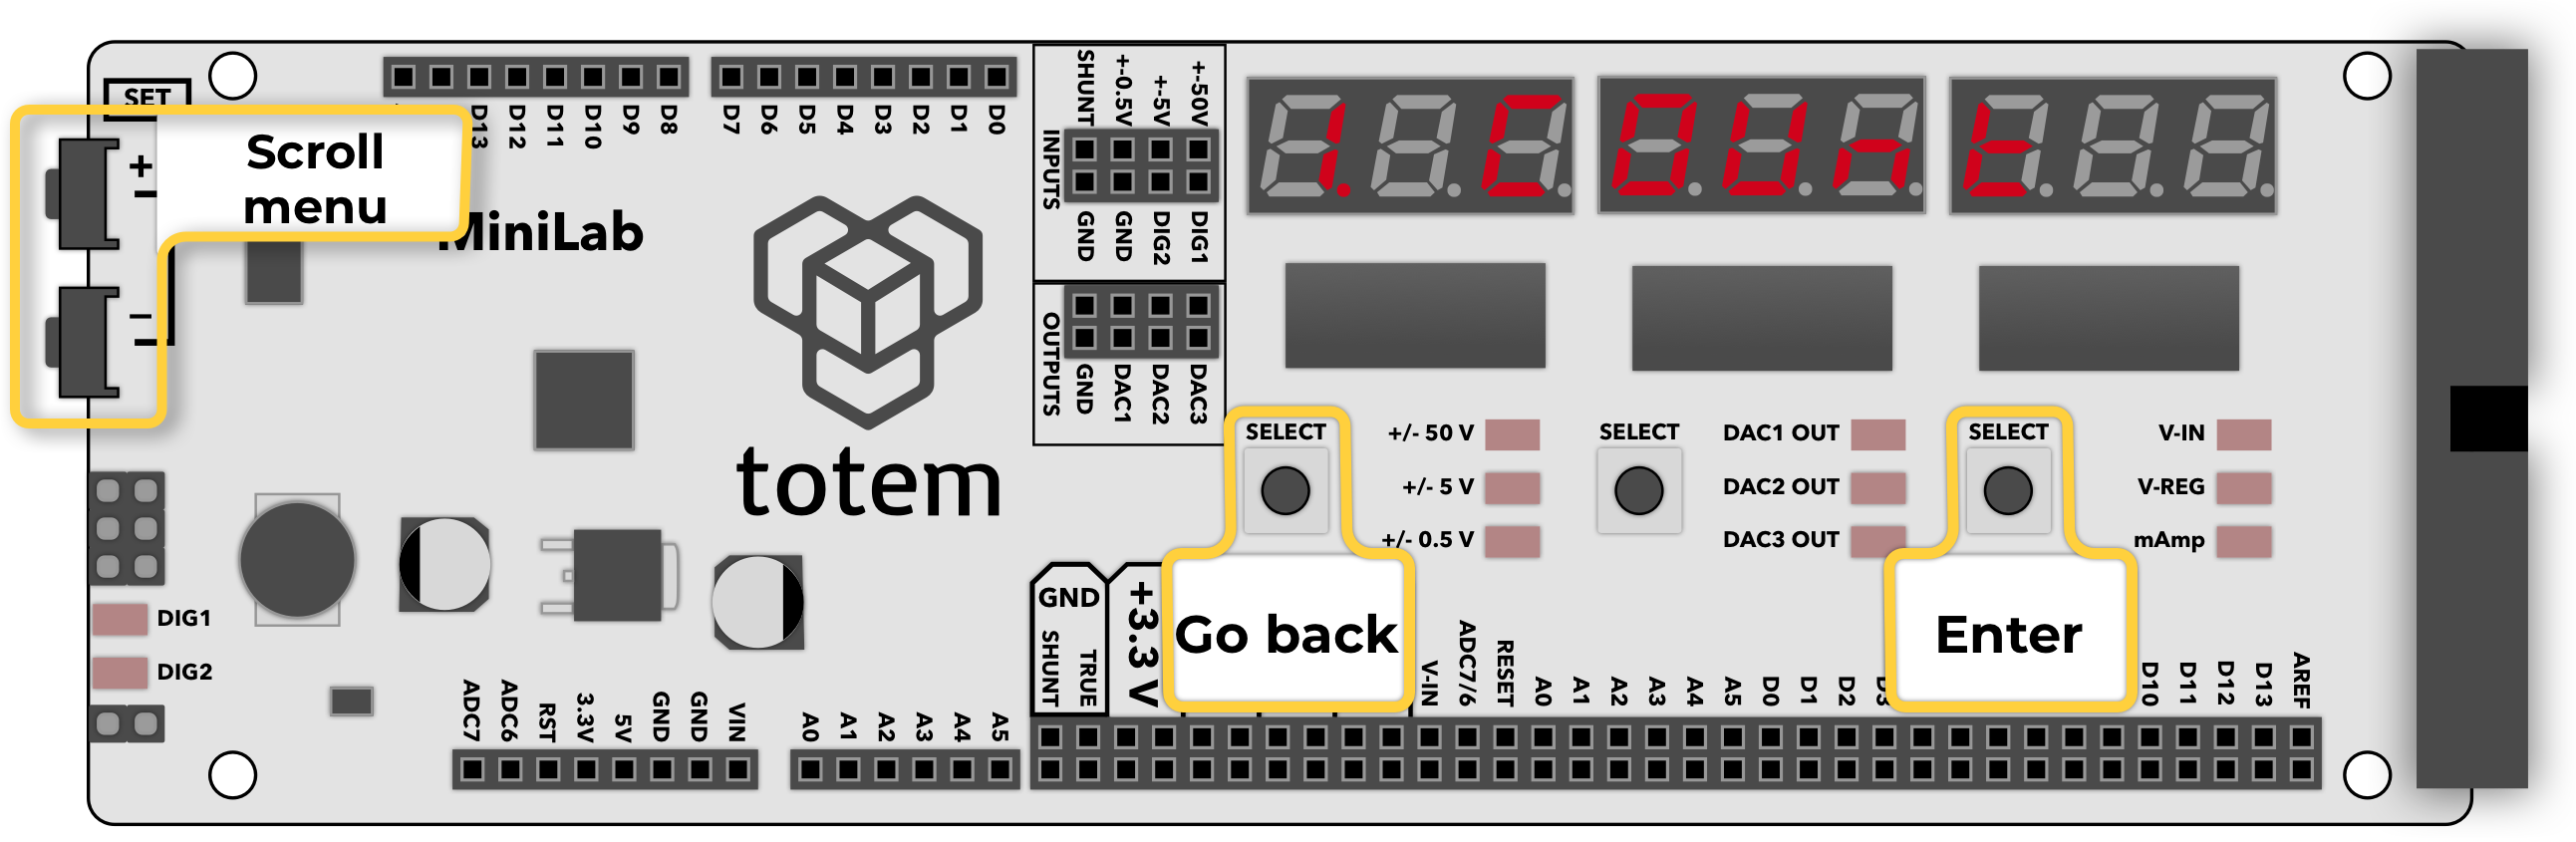 SET
+
-
-
Scroll
menu
D13
D12
D11
D10
D9
D8
D7
D6
D5
D4
D3
D2
D1
D0
MiniLab
totem
INPUTS
SHUNT
+-0.5V
+-5V
+-50V
GND
GND
DIG2
DIG1
OUTPUTS
GND
DAC1
DAC2
DAC3
1. COUnt
SELECT
+/- 50 V
+/- 5 V
+/- 0.5 V
SELECT
DAC1 OUT
DAC2 OUT
DAC3 OUT
SELECT
V-IN
V-REG
mAmp
Go back
Enter
DIG1
DIG2
ADC7
ADC6
RST
3.3V
5V
GND
GND
VIN
A0
A1
A2
A3
A4
A5
GND
SHUNT
TRUE
+3.3 V
V-IN
ADC7/6
RESET
A0
A1
A2
A3
A4
A5
D0
D1
D2
D3
D10
D11
D12
D13
AREF